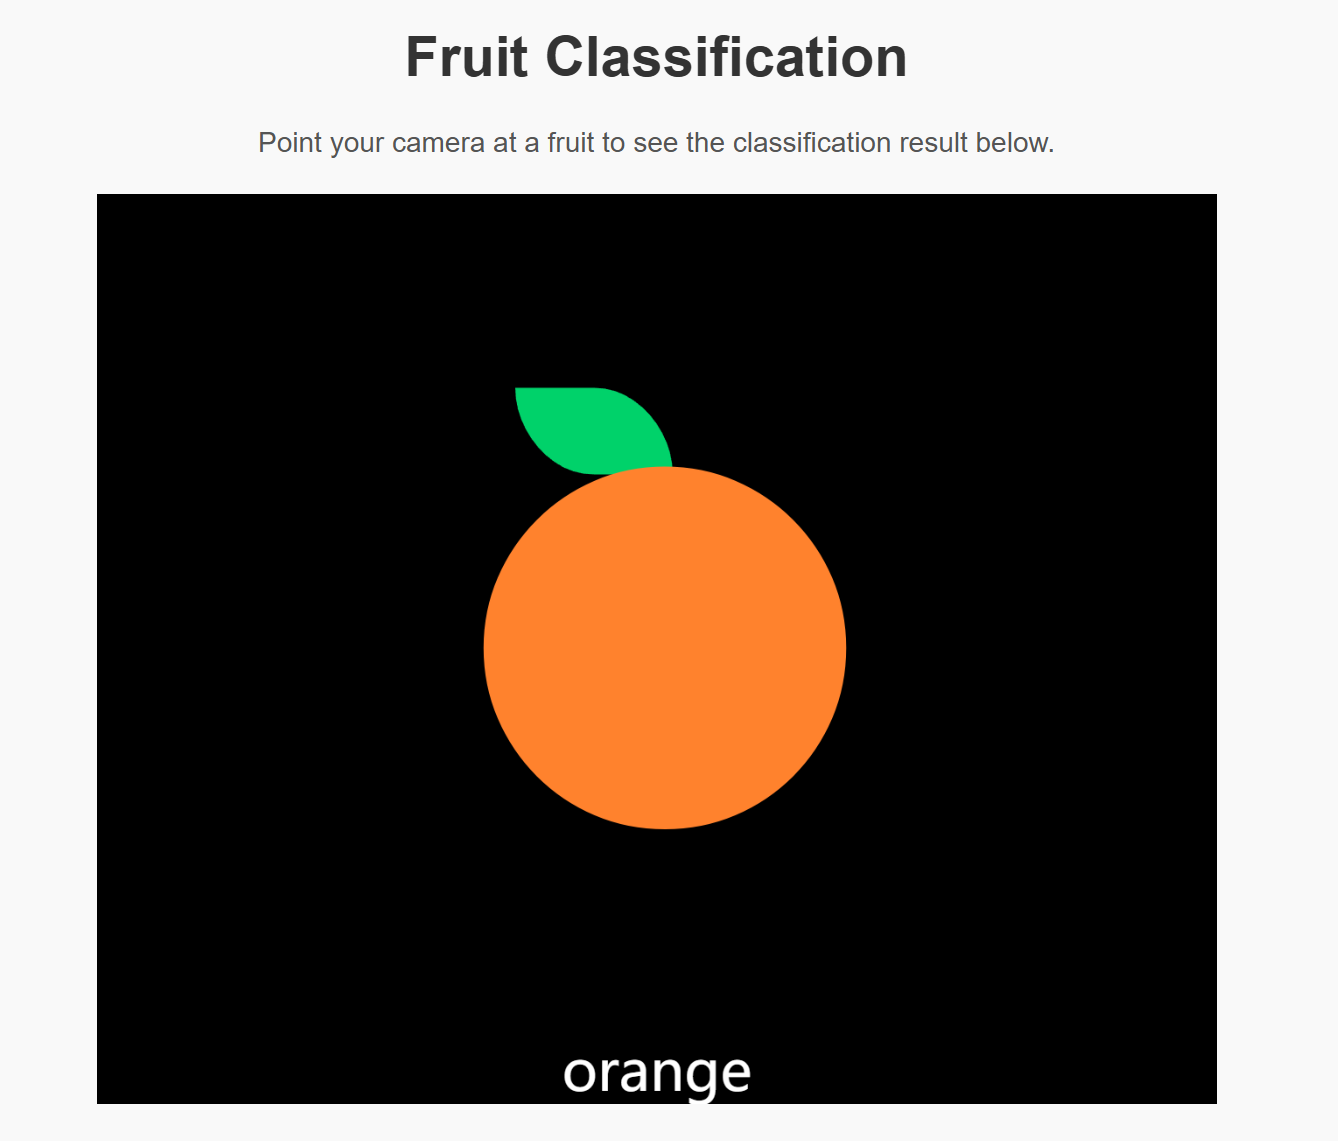 Fruit Classification
Point your camera at a fruit to see the classification result below.
orange